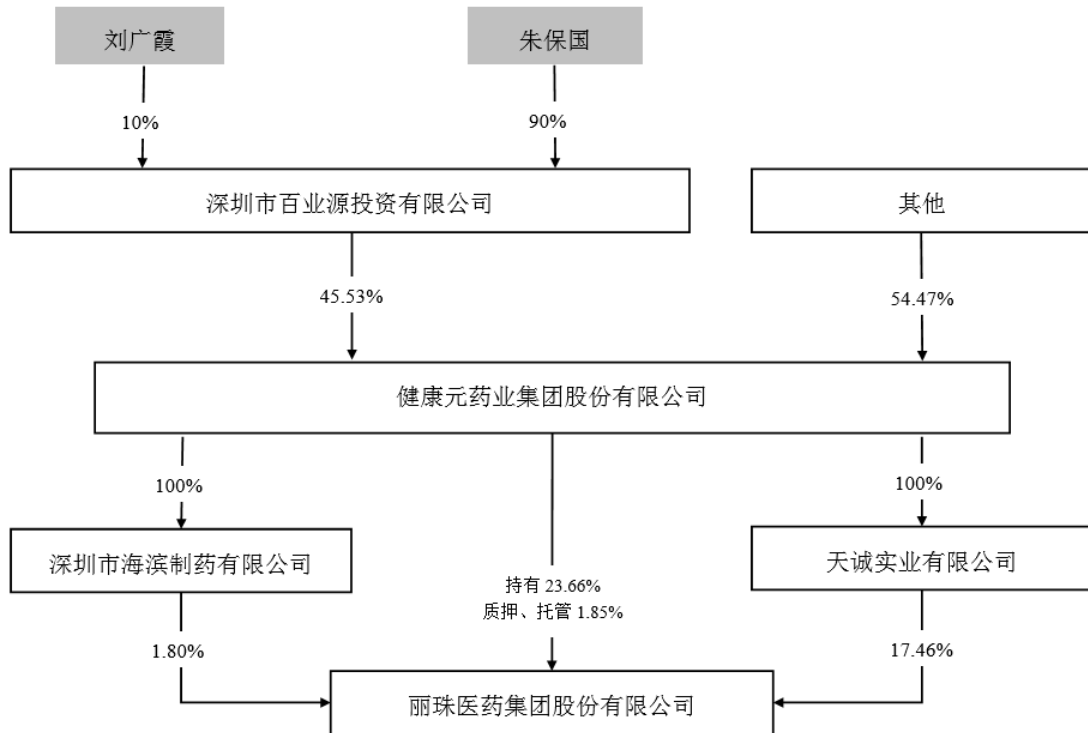 刘广霞
朱保国
10%
90%
深圳市百业源投资有限公司
其他
45.53%
54.47%
健康元药业集团股份有限公司
100%
100%
深圳市海滨制药有限公司
天诚实业有限公司
持有 23.66%
质押、托管 1.85%
1.80%
17.46%
丽珠医药集团股份有限公司